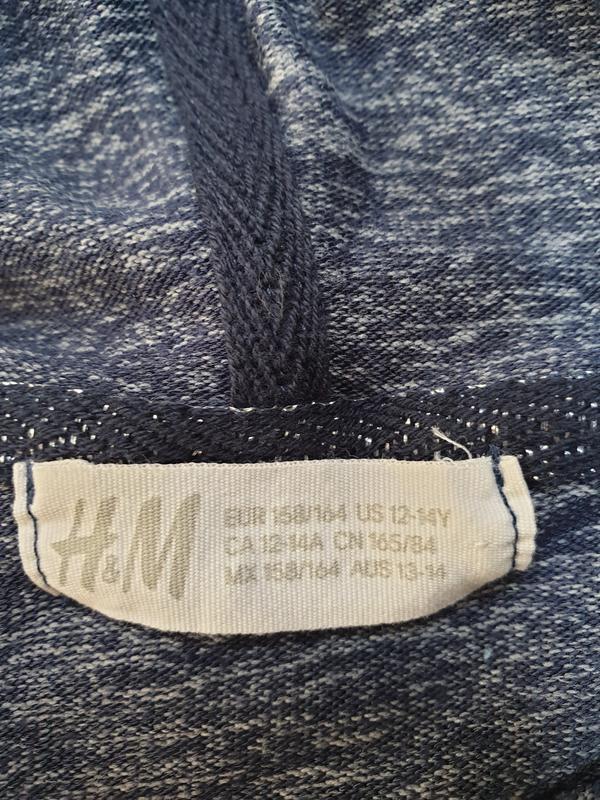 H&M
EUR 158/164 US 12-14Y
CA 12-14A CN 165/84
MX 158/164 AUS 13-14